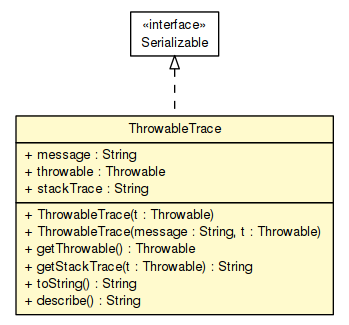 «interface»
Serializable
ThrowableTrace
+ message : String
+ throwable : Throwable
+ stackTrace : String
+ ThrowableTrace(t : Throwable)
+ ThrowableTrace(message : String, t : Throwable)
+ getThrowable() : Throwable
+ getStackTrace(t : Throwable) : String
+ toString() : String
+ describe() : String